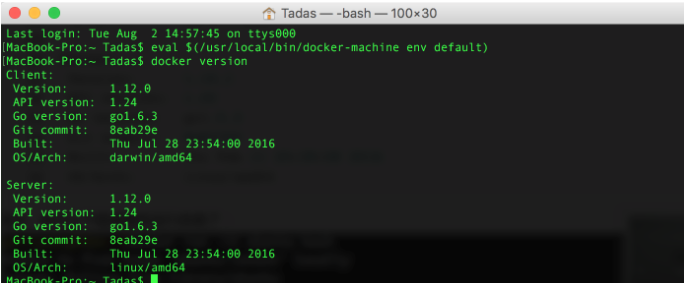 Tadas — -bash — 100×30
Last login: Tue Aug  2 14:57:45 on ttys000
[MacBook-Pro:~ Tadas$ eval $(/usr/local/bin/docker-machine env default)
[MacBook-Pro:~ Tadas$ docker version
Client:
 Version:      1.12.0
 API version:  1.24
 Go version:   go1.6.3
 Git commit:   8eab29e
 Built:        Thu Jul 28 23:54:00 2016
 OS/Arch:      darwin/amd64

Server:
 Version:      1.12.0
 API version:  1.24
 Go version:   go1.6.3
 Git commit:   8eab29e
 Built:        Thu Jul 28 23:54:00 2016
 OS/Arch:      linux/amd64
MacBook-Pro:~ Tadas$